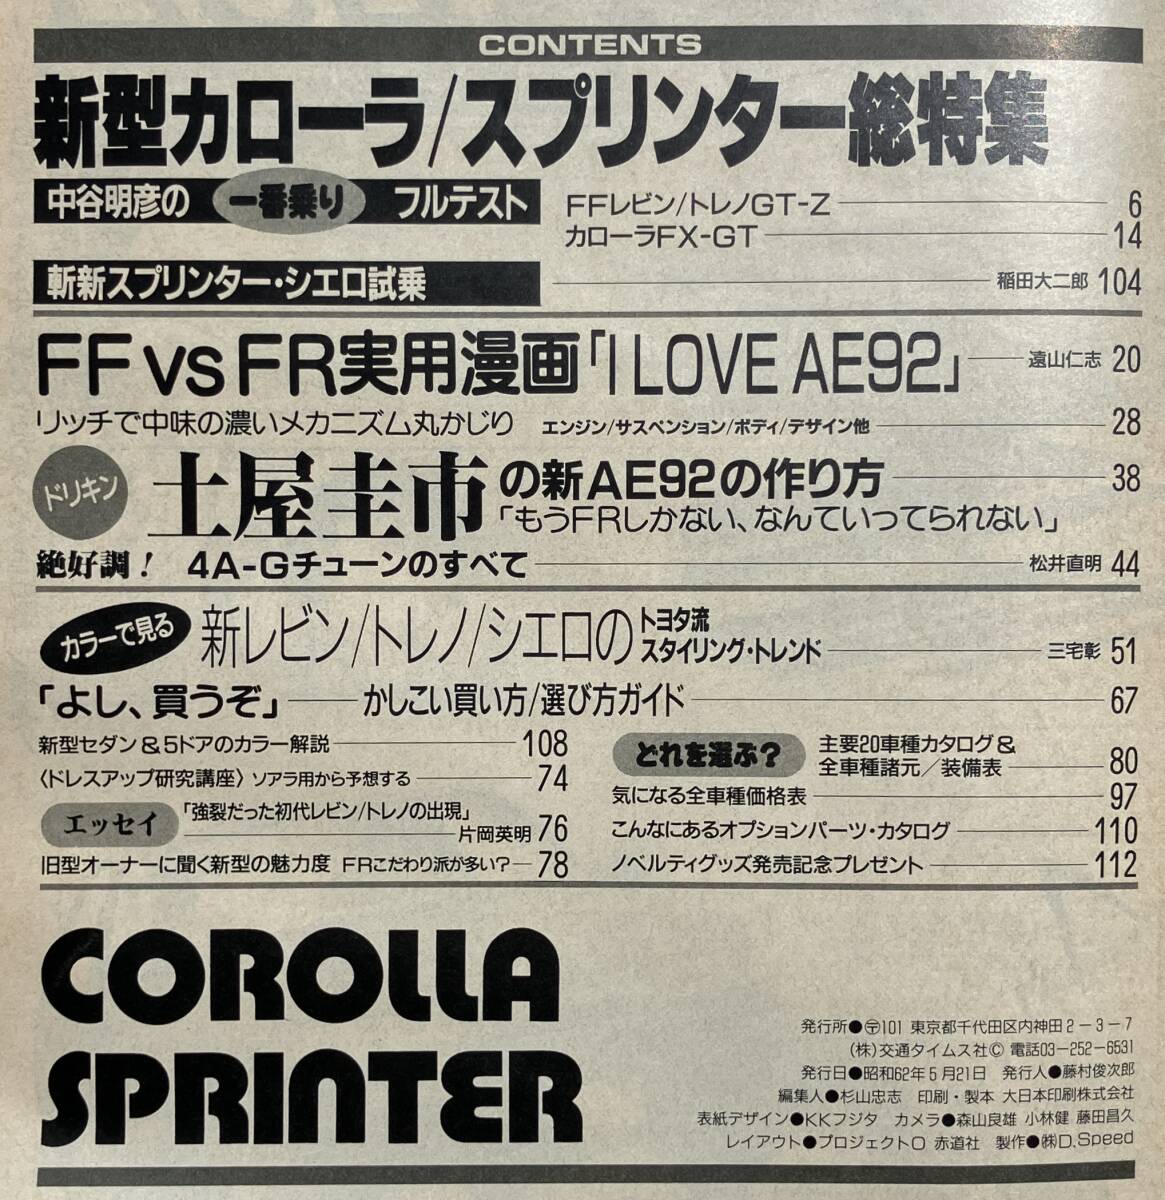 CONTENTS
新型カローラ/スプリンター総特集
中谷明彦の 一番乗り フルテスト
FFレビン/トレノGT-Z 6
カローラFX-GT 14
斬新スプリンター・シエロ試乗 稲田大二郎 104
FF vs FR実用漫画「I LOVE AE92」 遠山仁志 20
リッチで中味の濃いメカニズム丸かじり エンジン/サスペンション/ボディ/デザイン他 28
ドリキン 土屋圭市の新AE92の作り方 38
「もうFRしかない、なんていってられない」
絶好調! 4A-Gチューンのすべて 松井直明 44
カラーで見る 新レビン/トレノ/シエロの トヨタ流
スタイリング・トレンド 三宅彰 51
「よし、買うぞ」 かしこい買い方/選び方ガイド 67
新型セダン&5ドアのカラー解説 108
〈ドレスアップ研究講座〉ソアラ用から予想する 74
エッセイ 「強裂だった初代レビン/トレノの出現」
片岡英明 76
旧型オーナーに聞く新型の魅力度 FRこだわり派が多い? 78
どれを選ぶ? 主要20車種カタログ&
全車種諸元/装備表 80
気になる全車種価格表 97
こんなにあるオプションパーツ・カタログ 110
ノベルティグッズ発売記念プレゼント 112
COROLLA
SPRINTER
発行所●〒101 東京都千代田区内神田2-3-7
(株)交通タイムス社© 電話03-252-6531
発行日●昭和62年5月21日 発行人●藤村俊次郎
編集人●杉山忠志 印刷・製本 大日本印刷株式会社
表紙デザイン●KKフジタ カメラ●森山良雄 小林健 藤田昌久
レイアウト●プロジェクトO 赤道社 製作●㈱D.Speed